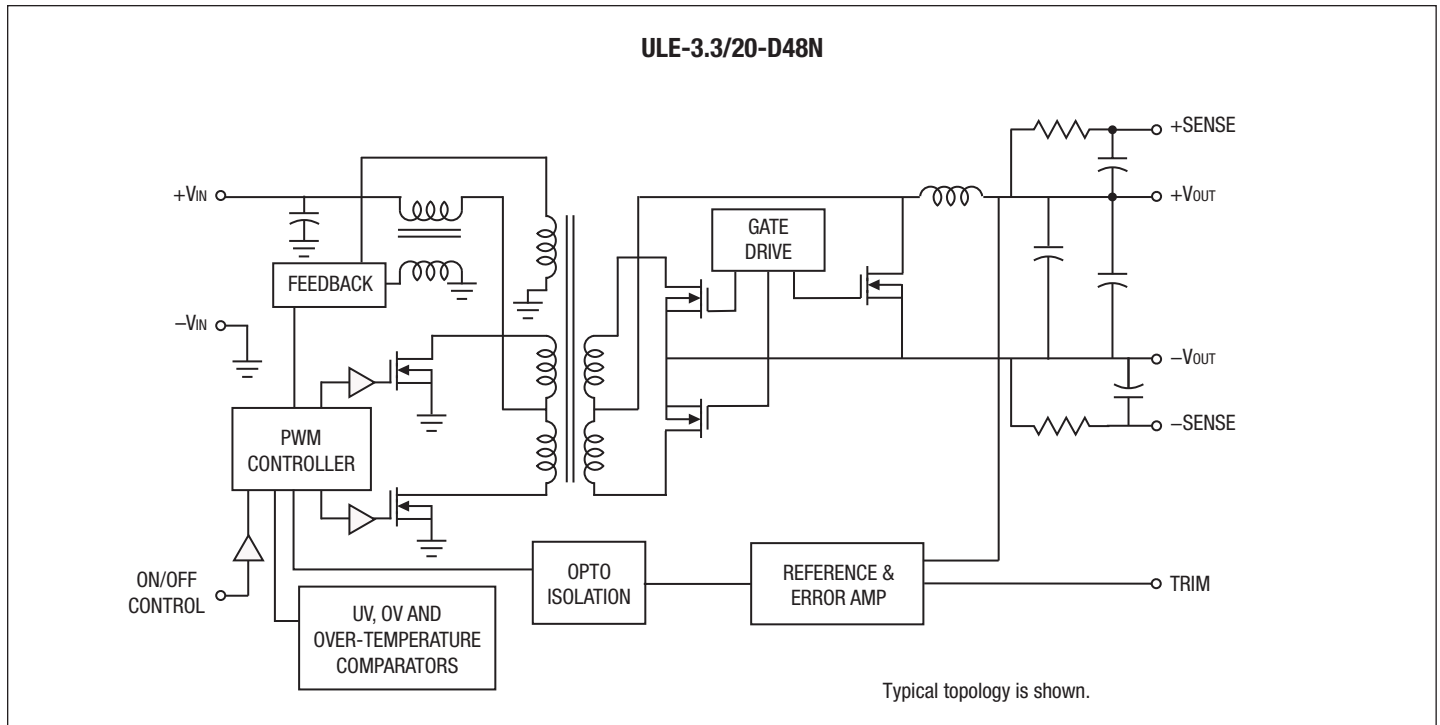 ULE-3.3/20-D48N
+SENSE
+VIN
+VOUT
GATE
DRIVE
FEEDBACK
−VIN
−VOUT
−SENSE
PWM
CONTROLLER
ON/OFF
CONTROL
OPTO
ISOLATION
REFERENCE &
ERROR AMP
TRIM
UV, OV AND
OVER-TEMPERATURE
COMPARATORS
Typical topology is shown.